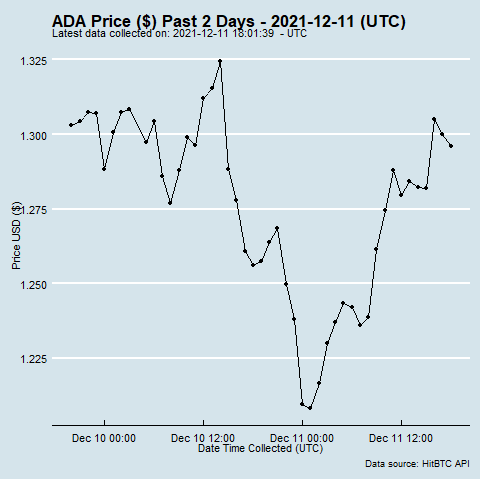 ADA Price ($) Past 2 Days - 2021-12-11 (UTC)
Latest data collected on: 2021-12-11 18:01:39 - UTC
1.325
1.300
1.275
1.250
1.225
Price USD ($)
Dec 10 00:00 Dec 10 12:00 Dec 11 00:00 Dec 11 12:00
Date Time Collected (UTC)
Data source: HitBTC API